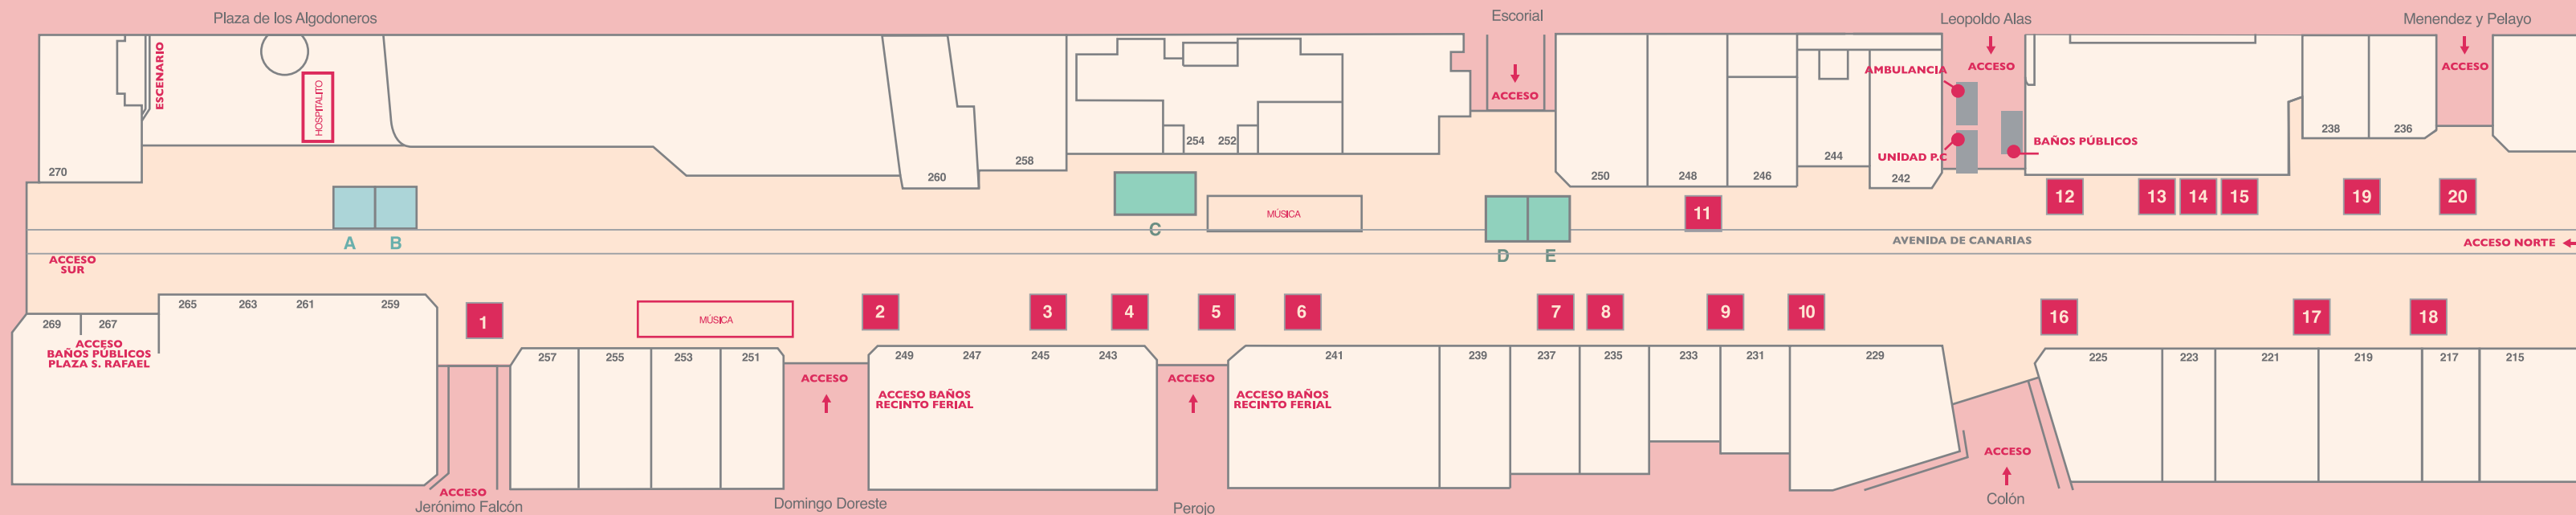 Plaza de los Algodoneros
Escorial
Leopoldo Alas
Menendez y Pelayo
ESCENARIO
HOSPITALITO
ACCESO
AMBULANCIA
ACCESO
ACCESO
UNIDAD P.C
BAÑOS PÚBLICOS
270
260
258
254
252
250
248
246
244
242
238
236
A
B
C
MÚSICA
D
E
11
12
13
14
15
19
20
AVENIDA DE CANARIAS
ACCESO NORTE
ACCESO
SUR
269
267
265
263
261
259
1
MÚSICA
2
3
4
5
6
7
8
9
10
16
17
18
ACCESO
BAÑOS PÚBLICOS
PLAZA S. RAFAEL
257
255
253
251
249
247
245
243
241
239
237
235
233
231
229
225
223
221
219
217
215
ACCESO
ACCESO BAÑOS
RECINTO FERIAL
ACCESO
ACCESO BAÑOS
RECINTO FERIAL
ACCESO
ACCESO
Jerónimo Falcón
Domingo Doreste
Perojo
Colón